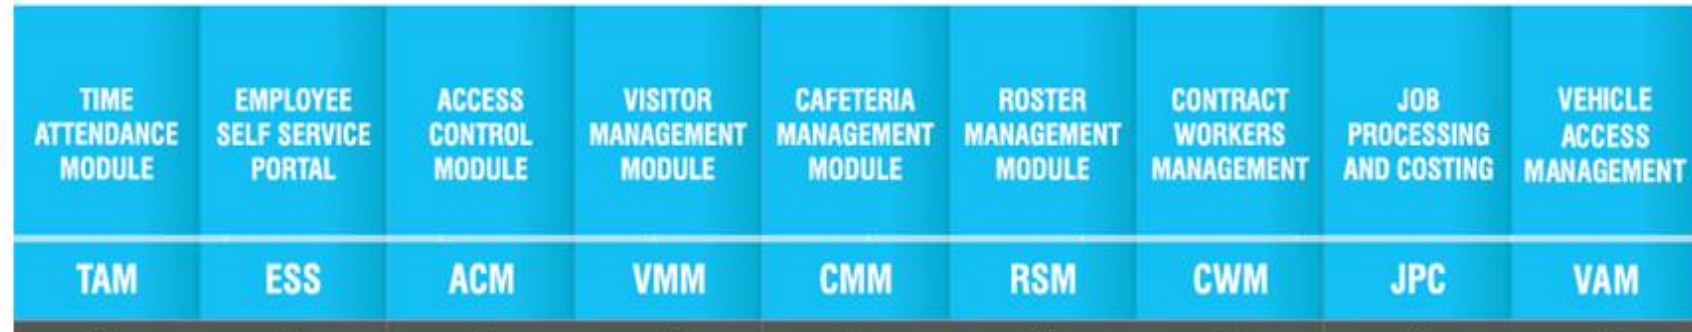 TIME
ATTENDANCE
MODULE
EMPLOYEE
SELF SERVICE
PORTAL
ACCESS
CONTROL
MODULE
VISITOR
MANAGEMENT
MODULE
CAFETERIA
MANAGEMENT
MODULE
ROSTER
MANAGEMENT
MODULE
CONTRACT
WORKERS
MANAGEMENT
JOB
PROCESSING
AND COSTING
VEHICLE
ACCESS
MANAGEMENT
TAM
ESS
ACM
VMM
CMM
RSM
CWM
JPC
VAM